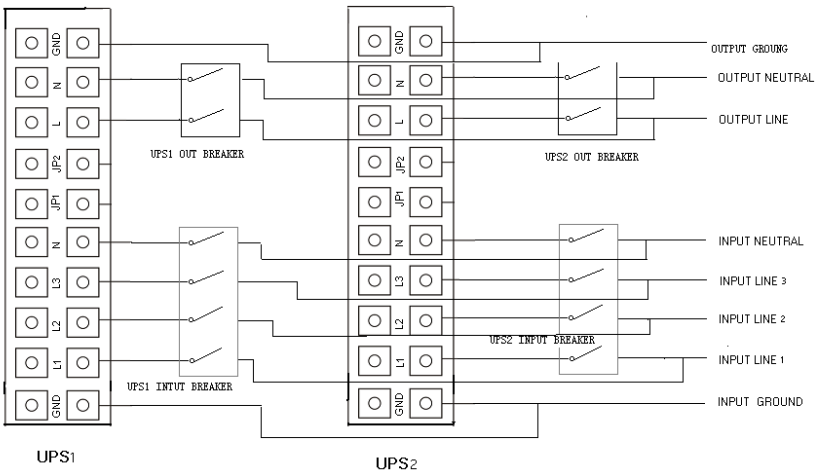 GND
N
L
JP2
JP1
N
L3
L2
L1
GND
UPS1
UPS1 OUT BREAKER
UPS1 INTUT BREAKER
GND
N
L
JP2
JP1
N
L3
L2
L1
GND
UPS2
UPS2 OUT BREAKER
UPS2 INPUT BREAKER
OUTPUT GROUNG
OUTPUT NEUTRAL
OUTPUT LINE
INPUT NEUTRAL
INPUT LINE 3
INPUT LINE 2
INPUT LINE 1
INPUT GROUND